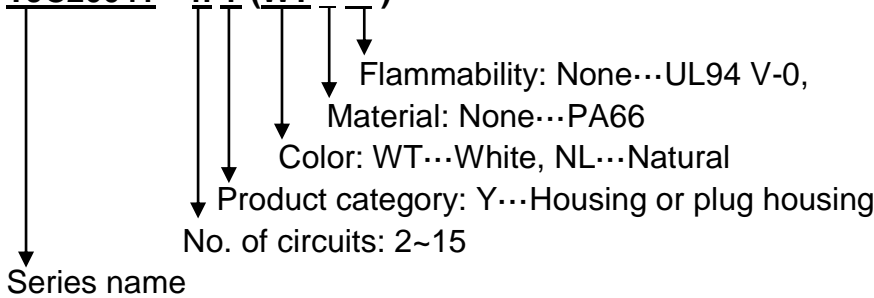 Flammability: None···UL94 V-0,
Material: None···PA66
Color: WT···White, NL···Natural
Product category: Y···Housing or plug housing
No. of circuits: 2~15
Series name